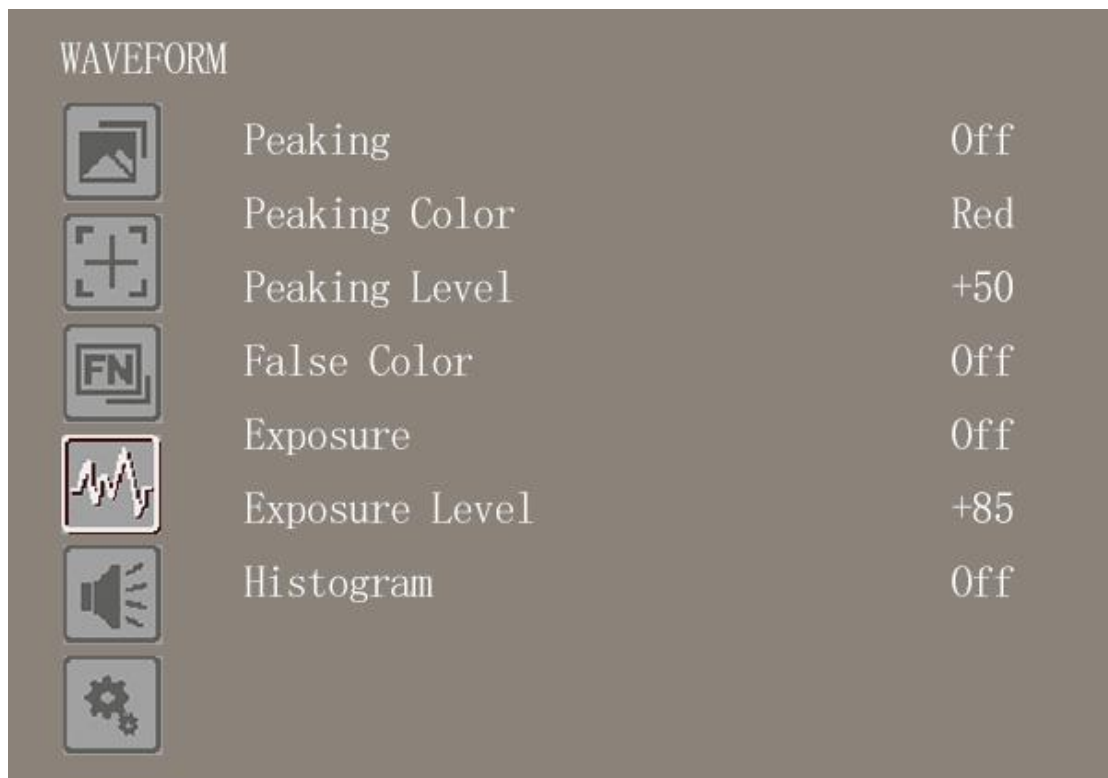 WAVEFORM
Peaking Off
Peaking Color Red
Peaking Level +50
FN
False Color Off
Exposure Off
Exposure Level +85
Histogram Off